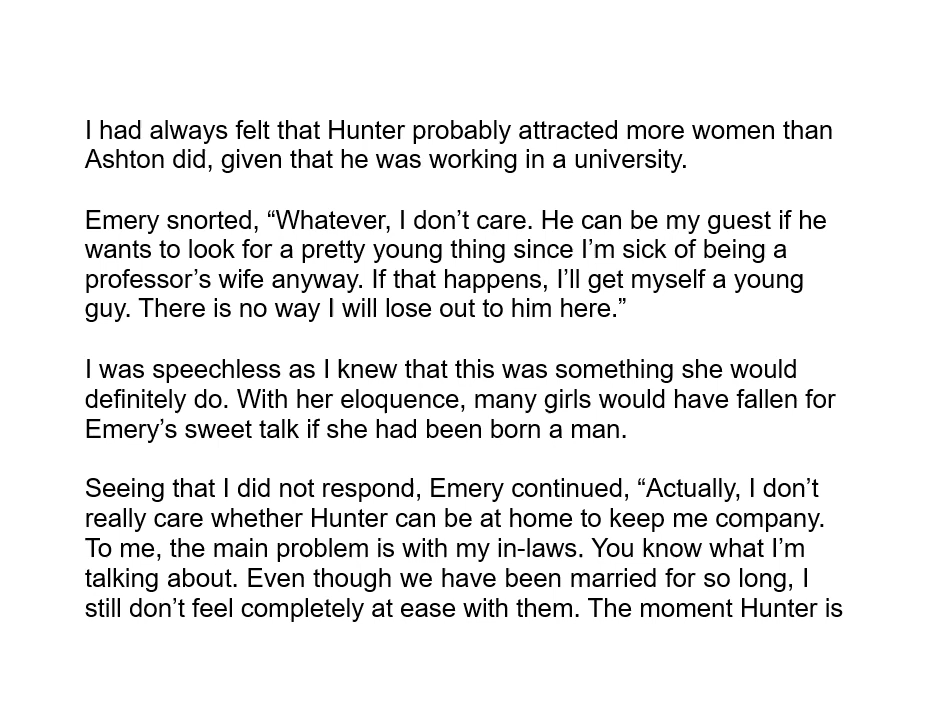 I had always felt that Hunter probably attracted more women than
Ashton did, given that he was working in a university.
Emery snorted, “Whatever, I don’t care. He can be my guest if he
wants to look for a pretty young thing since I’m sick of being a
professor’s wife anyway. If that happens, I’ll get myself a young
guy. There is no way I will lose out to him here.”
I was speechless as I knew that this was something she would
definitely do. With her eloquence, many girls would have fallen for
Emery’s sweet talk if she had been born a man.
Seeing that I did not respond, Emery continued, “Actually, I don’t
really care whether Hunter can be at home to keep me company.
To me, the main problem is with my in-laws. You know what I’m
talking about. Even though we have been married for so long, I
still don’t feel completely at ease with them. The moment Hunter is